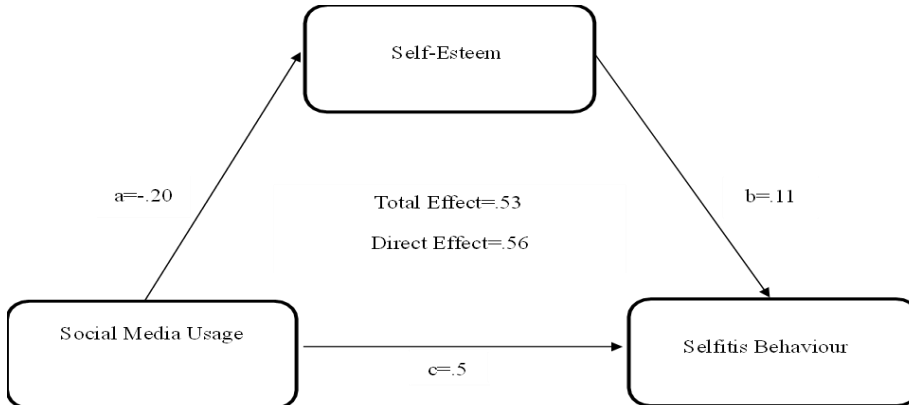 Self-Esteem
a=-.20
b=.11
Total Effect=.53
Direct Effect=.56
Social Media Usage
Selfitis Behaviour
c=.5